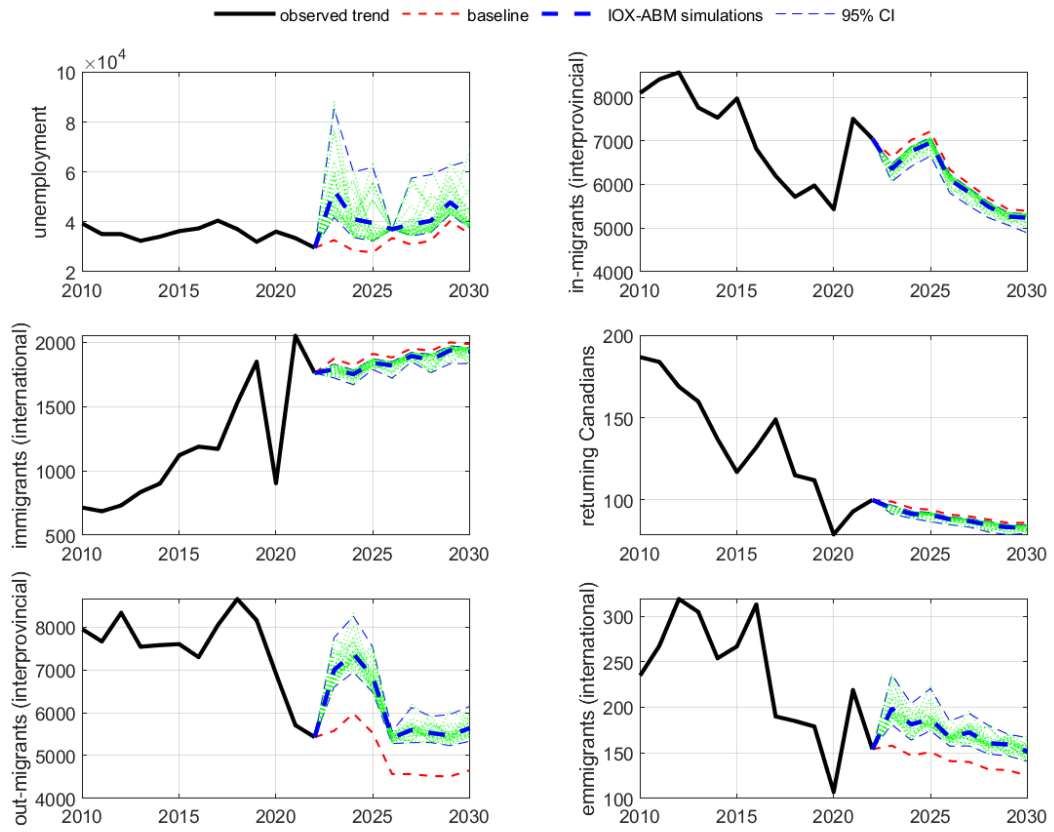 observed trend baseline IOX-ABM simulations 95% CI
×10⁴
10
8
6
4
2
unemployment
2010 2015 2020 2025 2030
8000
7000
6000
5000
4000
in-migrants (interprovincial)
2010 2015 2020 2025 2030
2000
1500
1000
500
immigrants (international)
2010 2015 2020 2025 2030
200
150
100
returning Canadians
2010 2015 2020 2025 2030
8000
7000
6000
5000
4000
out-migrants (interprovincial)
2010 2015 2020 2025 2030
300
250
200
150
100
emmigrants (international)
2010 2015 2020 2025 2030